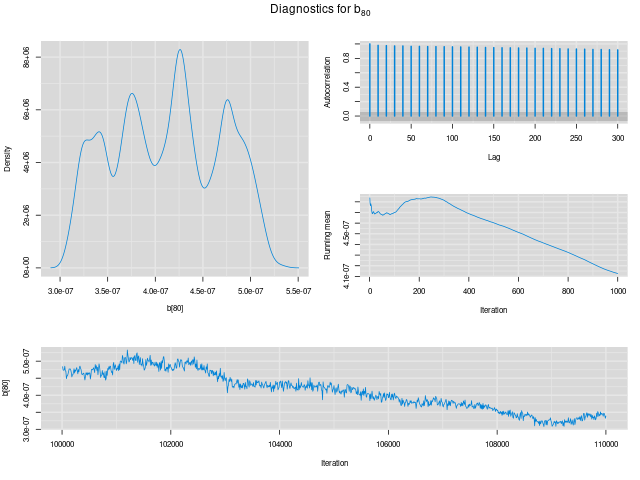 Diagnostics for b80
Density
0e+00
2e+06
4e+06
6e+06
8e+06
3.0e-07 3.5e-07 4.0e-07 4.5e-07 5.0e-07 5.5e-07
b[80]
Autocorrelation
0.0 0.4 0.8
0 50 100 150 200 250 300
Lag
Running mean
4.1e-07 4.5e-07
0 200 400 600 800 1000
Iteration
b[80]
3.0e-07 4.0e-07 5.0e-07
100000 102000 104000 106000 108000 110000
Iteration